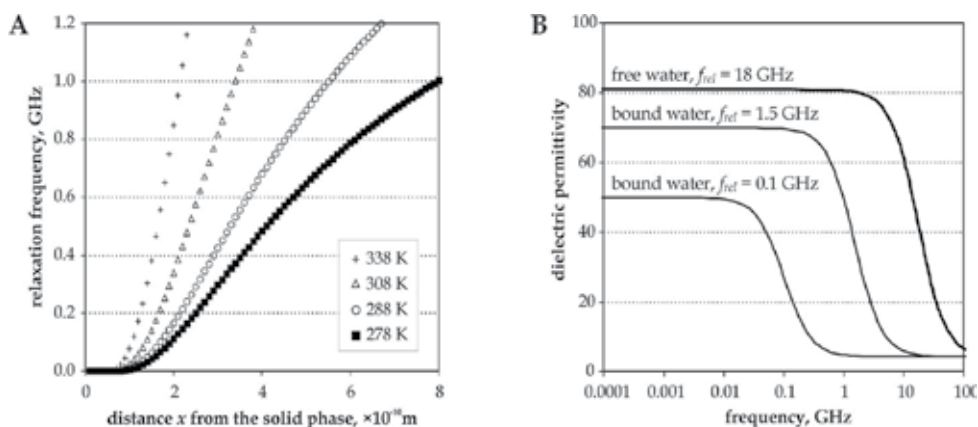 A
relaxation frequency, GHz
1.2
1.0
0.8
0.6
0.4
0.2
0.0
338 K
308 K
288 K
278 K
0
2
4
6
8
distance x from the solid phase, ×10⁻¹⁰m
B
dielectric permittivity
100
80
60
40
20
0
free water, frel = 18 GHz
bound water, frel = 1.5 GHz
bound water, frel = 0.1 GHz
0.0001
0.001
0.01
0.1
1
10
100
frequency, GHz